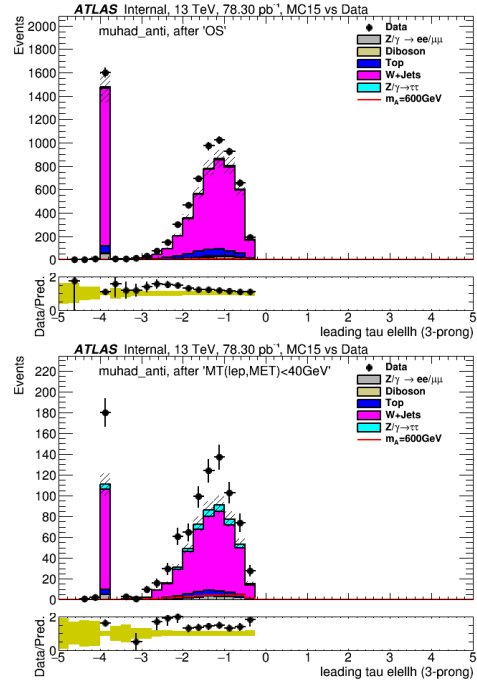 ATLAS Internal, 13 TeV, 78.30 pb⁻¹, MC15 vs Data
Events
2000
1800
1600
1400
1200
1000
800
600
400
200
0
muhad_anti, after 'OS'
Data
Z/γ → ee/μμ
Diboson
Top
W+Jets
Z/γ→ττ
m_A=600GeV
Data/Pred.
2
1
0
−5 −4 −3 −2 −1 0 1 2 3 4 5
leading tau elellh (3-prong)
ATLAS Internal, 13 TeV, 78.30 pb⁻¹, MC15 vs Data
Events
220
200
180
160
140
120
100
80
60
40
20
0
muhad_anti, after 'MT(lep,MET)<40GeV'
Data
Z/γ → ee/μμ
Diboson
Top
W+Jets
Z/γ→ττ
m_A=600GeV
Data/Pred.
2
1
0
−5 −4 −3 −2 −1 0 1 2 3 4 5
leading tau elellh (3-prong)